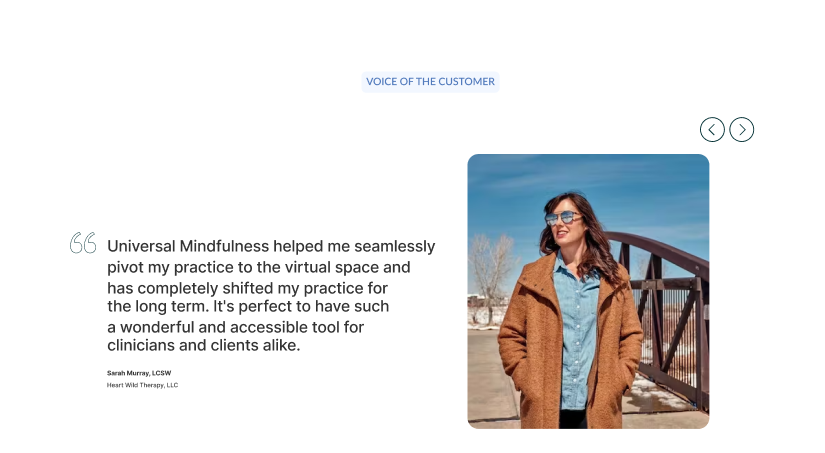 VOICE OF THE CUSTOMER
“
Universal Mindfulness helped me seamlessly
pivot my practice to the virtual space and
has completely shifted my practice for
the long term. It's perfect to have such
a wonderful and accessible tool for
clinicians and clients alike.
Sarah Murray, LCSW
Heart Wild Therapy, LLC